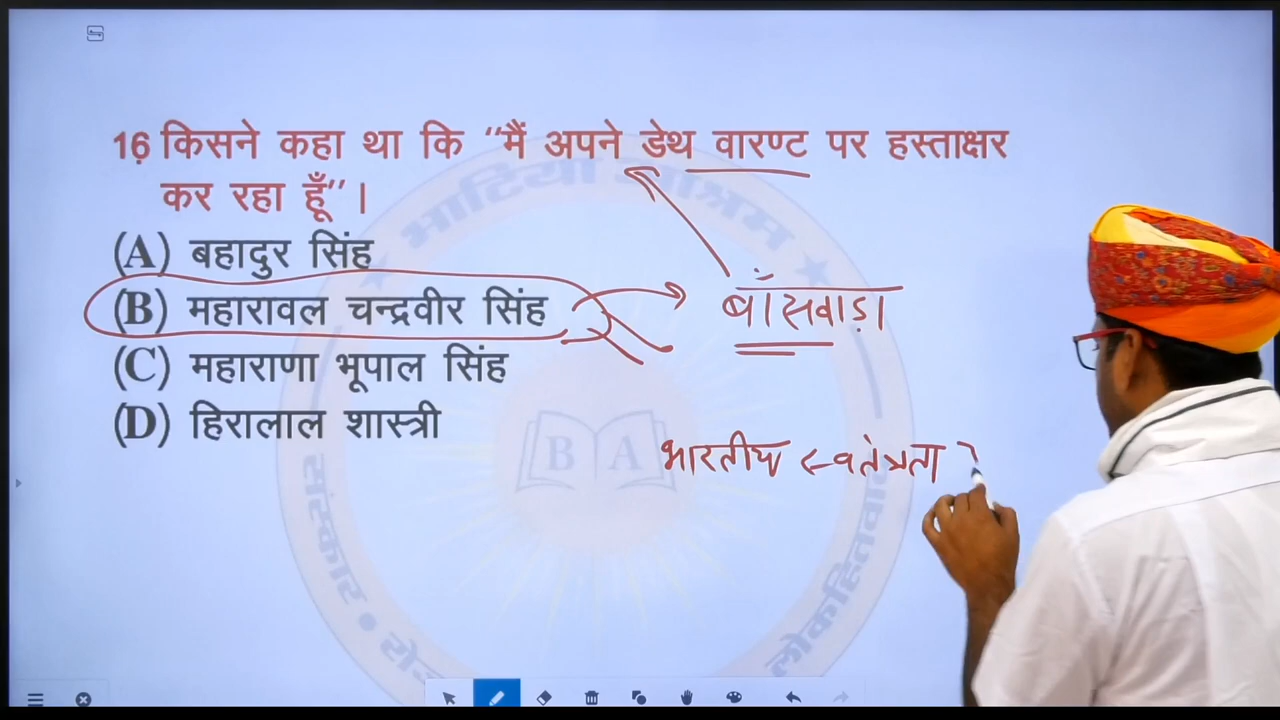 16 किसने कहा था कि “मैं अपने डेथ वारण्ट पर हस्ताक्षर
कर रहा हूँ”।
(A) बहादुर सिंह
(B) महारावल चन्द्रवीर सिंह
बाँसवाड़ा
(C) महाराणा भूपाल सिंह
(D) हिरालाल शास्त्री
भारतीय स्वतंत्रता
B A
संस्कार